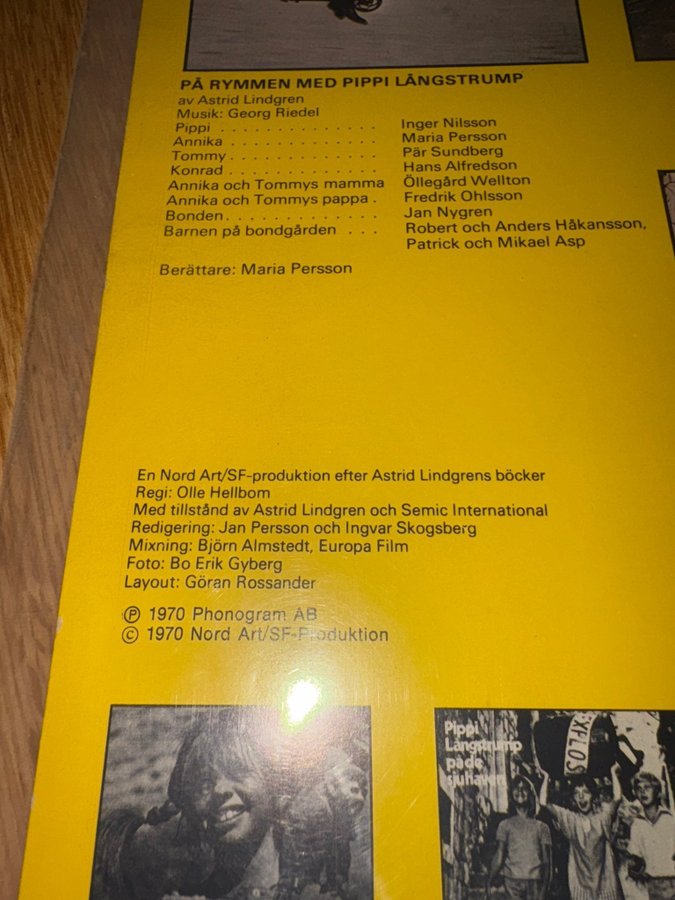 PÅ RYMMEN MED PIPPI LÅNGSTRUMP
av Astrid Lindgren
Musik: Georg Riedel
Pippi . . . . . . . . . . . . . . Inger Nilsson
Annika . . . . . . . . . . . . . Maria Persson
Tommy . . . . . . . . . . . . . Pär Sundberg
Konrad . . . . . . . . . . . . . Hans Alfredson
Annika och Tommys mamma Öllegård Wellton
Annika och Tommys pappa . Fredrik Ohlsson
Bonden. . . . . . . . . . . . . Jan Nygren
Barnen på bondgården . . . Robert och Anders Håkansson,
Patrick och Mikael Asp
Berättare: Maria Persson
En Nord Art/SF-produktion efter Astrid Lindgrens böcker
Regi: Olle Hellbom
Med tillstånd av Astrid Lindgren och Semic International
Redigering: Jan Persson och Ingvar Skogsberg
Mixning: Björn Almstedt, Europa Film
Foto: Bo Erik Gyberg
Layout: Göran Rossander
Ⓟ 1970 Phonogram AB
© 1970 Nord Art/SF-Produktion
Pippi
Långstrump
på de
sju haven
EXPLOS